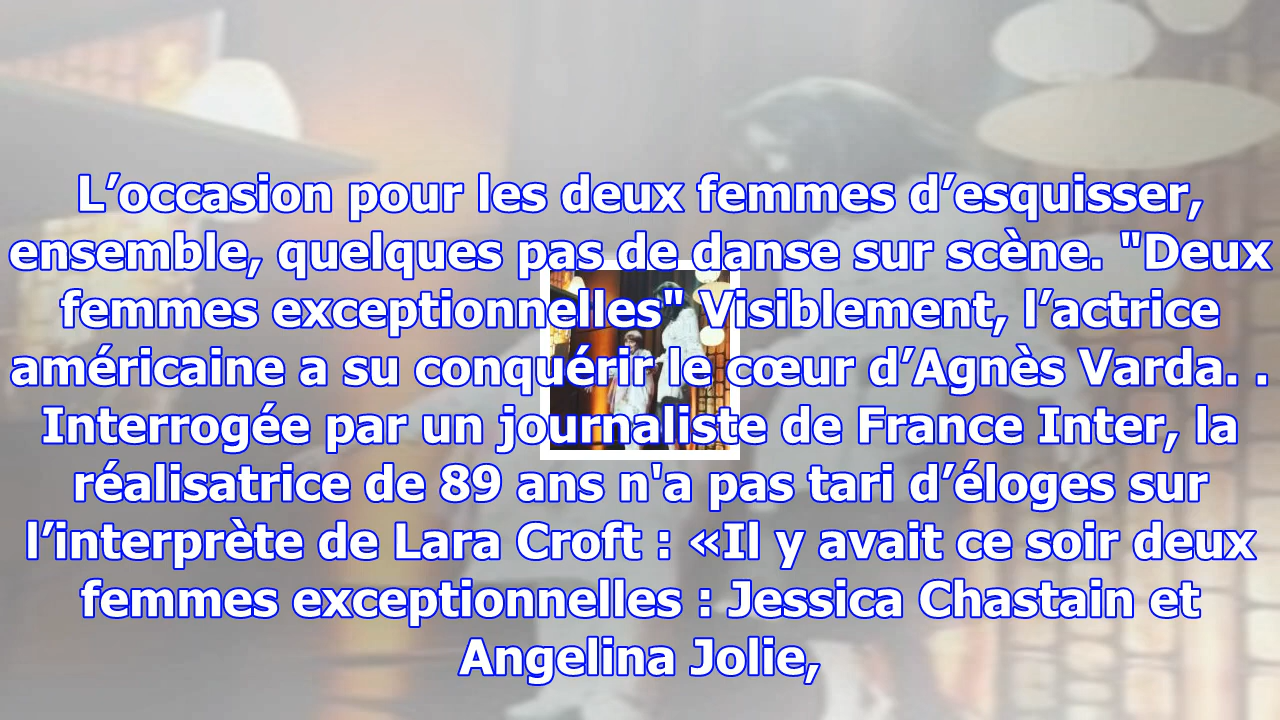 L’occasion pour les deux femmes d’esquisser,
ensemble, quelques pas de danse sur scène. "Deux
femmes exceptionnelles" Visiblement, l’actrice
américaine a su conquérir le cœur d’Agnès Varda. .
Interrogée par un journaliste de France Inter, la
réalisatrice de 89 ans n'a pas tari d’éloges sur
l’interprète de Lara Croft : «Il y avait ce soir deux
femmes exceptionnelles : Jessica Chastain et
Angelina Jolie,